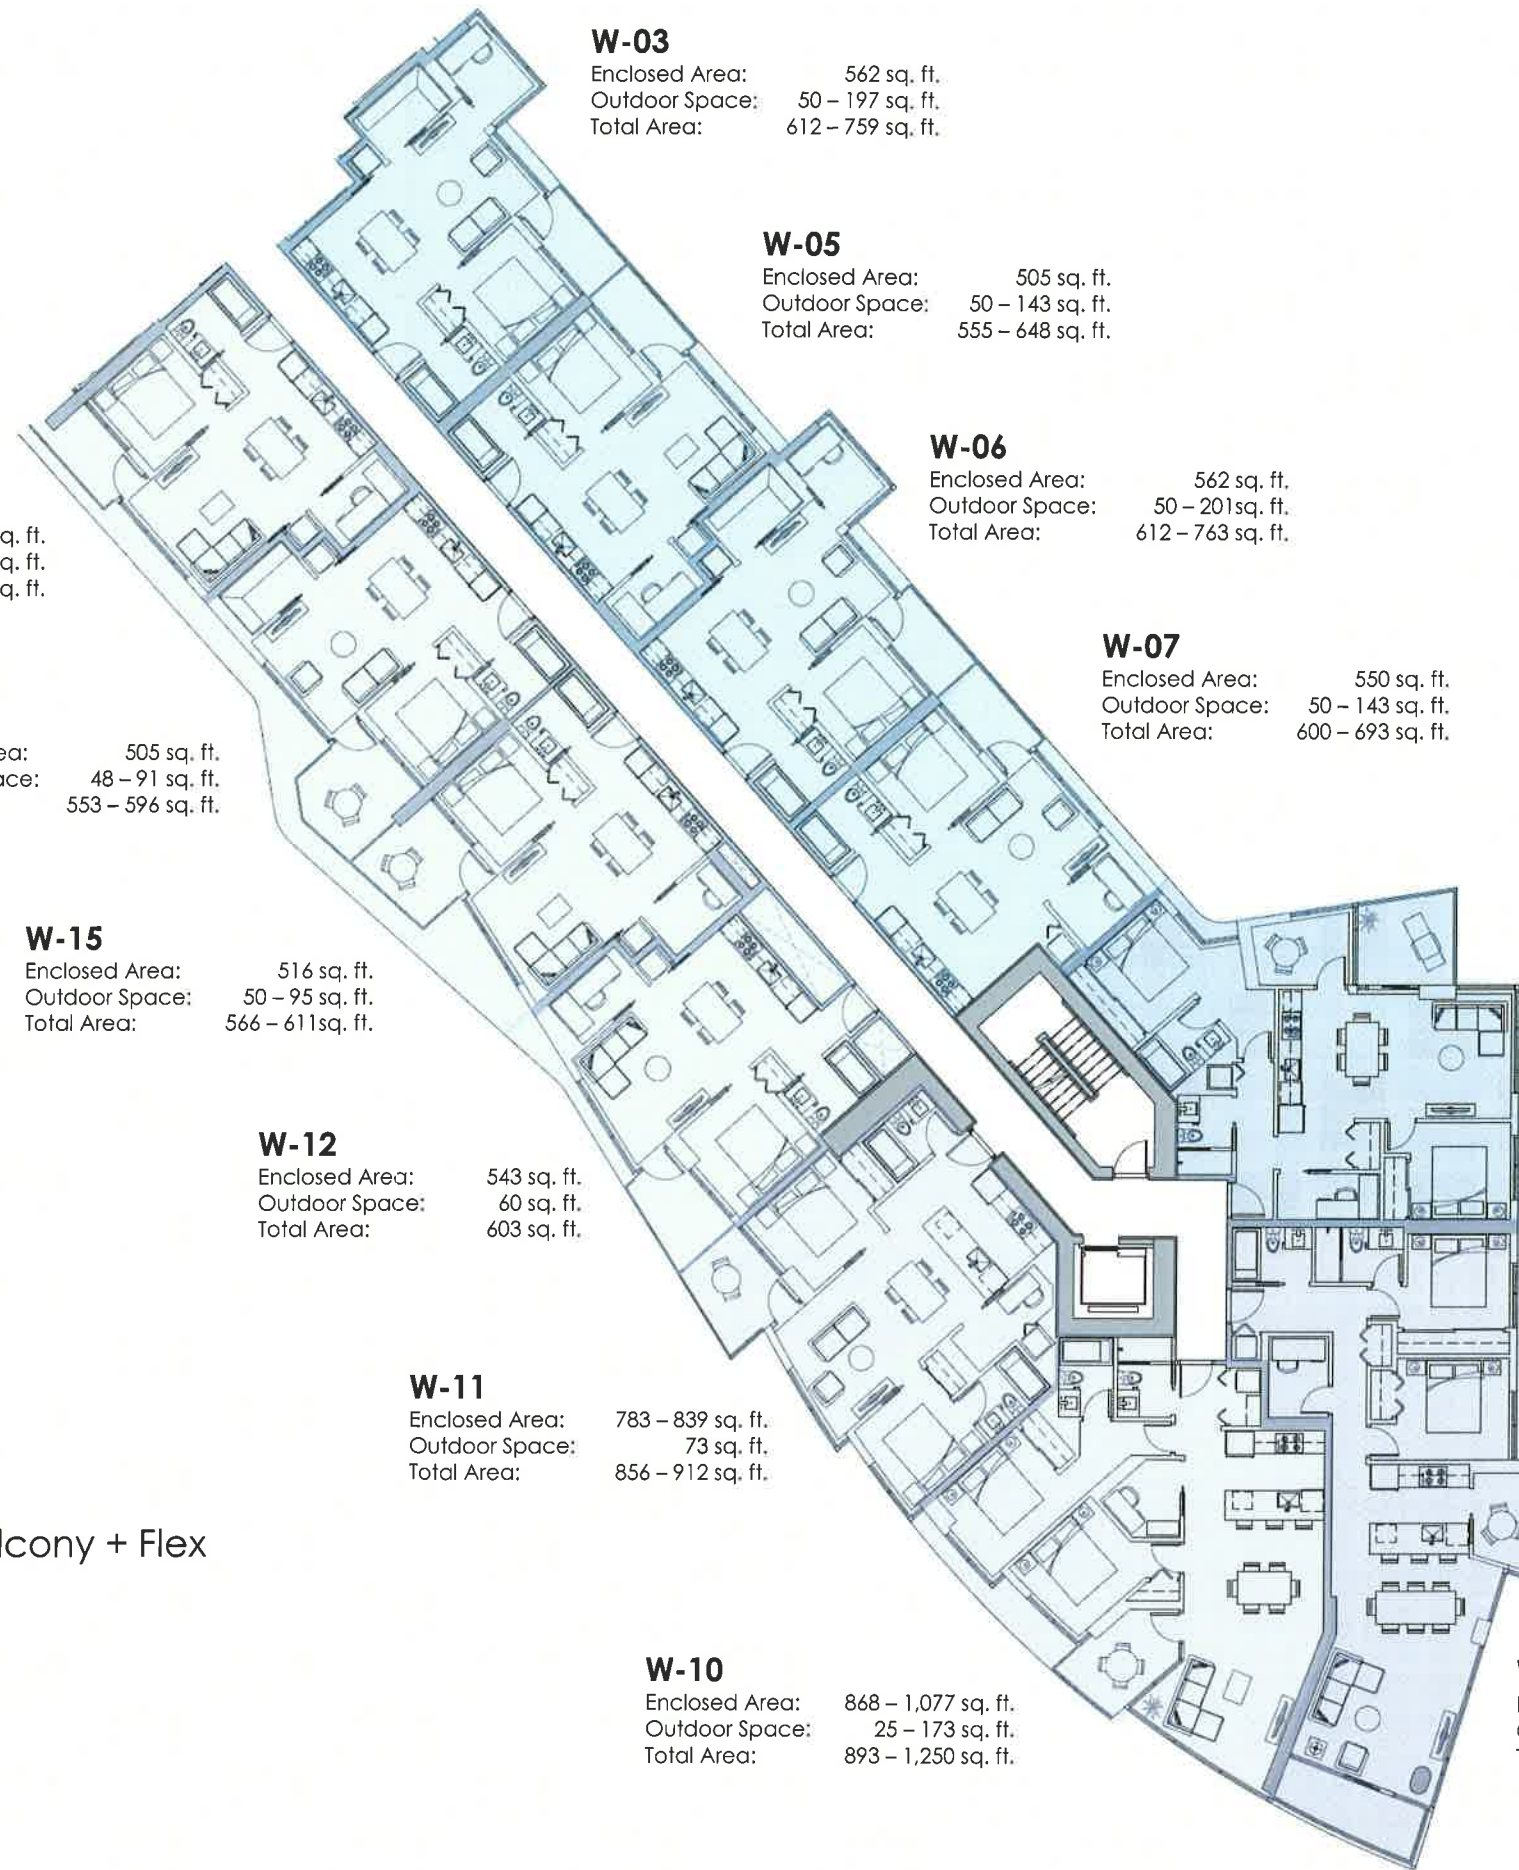 W-03
Enclosed Area: 562 sq. ft.
Outdoor Space: 50 – 197 sq. ft.
Total Area: 612 – 759 sq. ft.
W-05
Enclosed Area: 505 sq. ft.
Outdoor Space: 50 – 143 sq. ft.
Total Area: 555 – 648 sq. ft.
W-06
Enclosed Area: 562 sq. ft.
Outdoor Space: 50 – 201sq. ft.
Total Area: 612 – 763 sq. ft.
q. ft.
q. ft.
q. ft.
W-07
Enclosed Area: 550 sq. ft.
Outdoor Space: 50 – 143 sq. ft.
Total Area: 600 – 693 sq. ft.
ea: 505 sq. ft.
ace: 48 – 91 sq. ft.
553 – 596 sq. ft.
W-15
Enclosed Area: 516 sq. ft.
Outdoor Space: 50 – 95 sq. ft.
Total Area: 566 – 611sq. ft.
W-12
Enclosed Area: 543 sq. ft.
Outdoor Space: 60 sq. ft.
Total Area: 603 sq. ft.
W-11
Enclosed Area: 783 – 839 sq. ft.
Outdoor Space: 73 sq. ft.
Total Area: 856 – 912 sq. ft.
lcony + Flex
W-10
Enclosed Area: 868 – 1,077 sq. ft.
Outdoor Space: 25 – 173 sq. ft.
Total Area: 893 – 1,250 sq. ft.